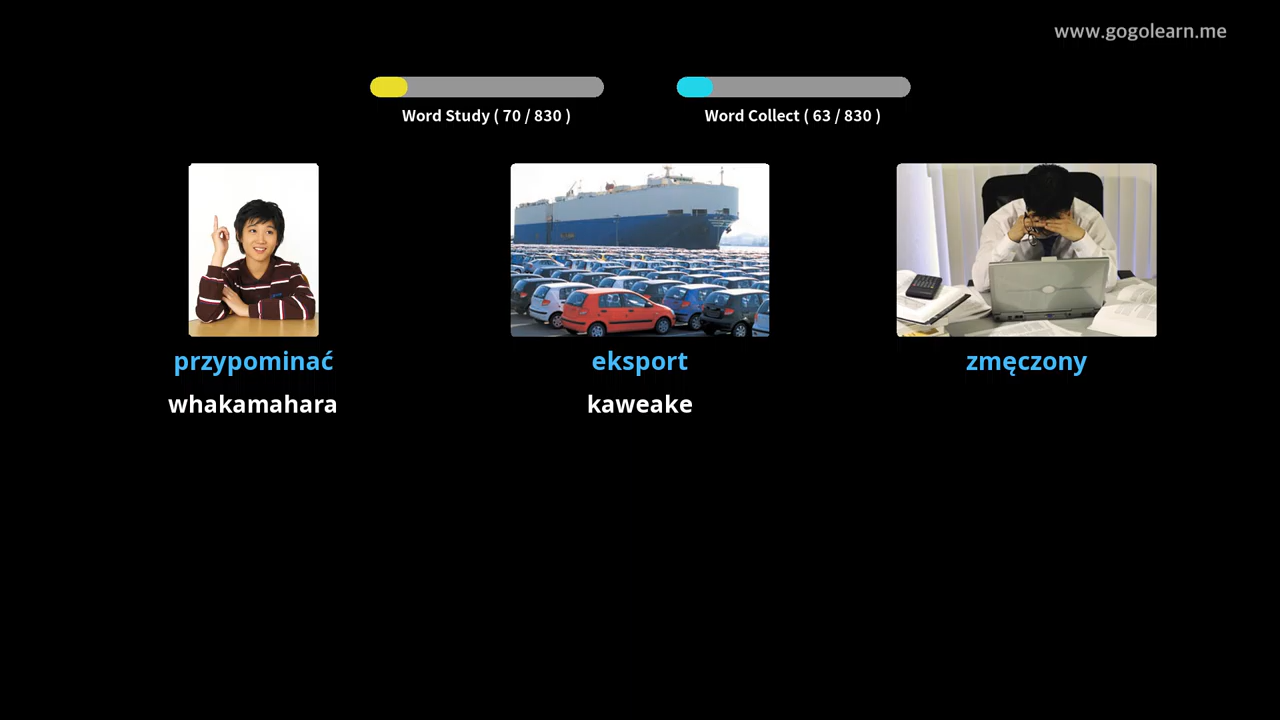 www.gogolearn.me
Word Study ( 70 / 830 )
Word Collect ( 63 / 830 )
przypominać
eksport
zmęczony
whakamahara
kaweake